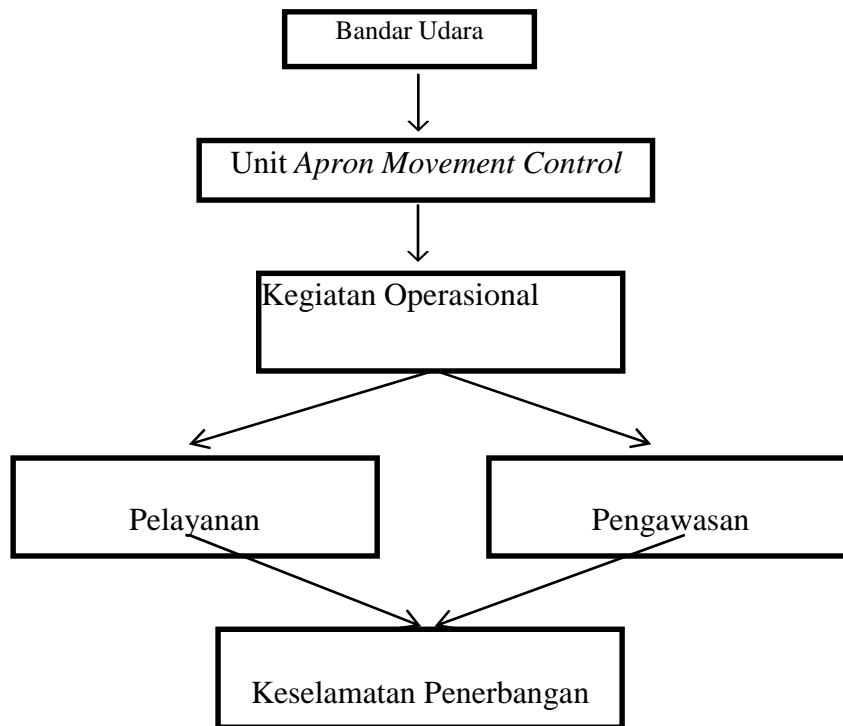 Bandar Udara
Unit Apron Movement Control
Kegiatan Operasional
Pelayanan
Pengawasan
Keselamatan Penerbangan